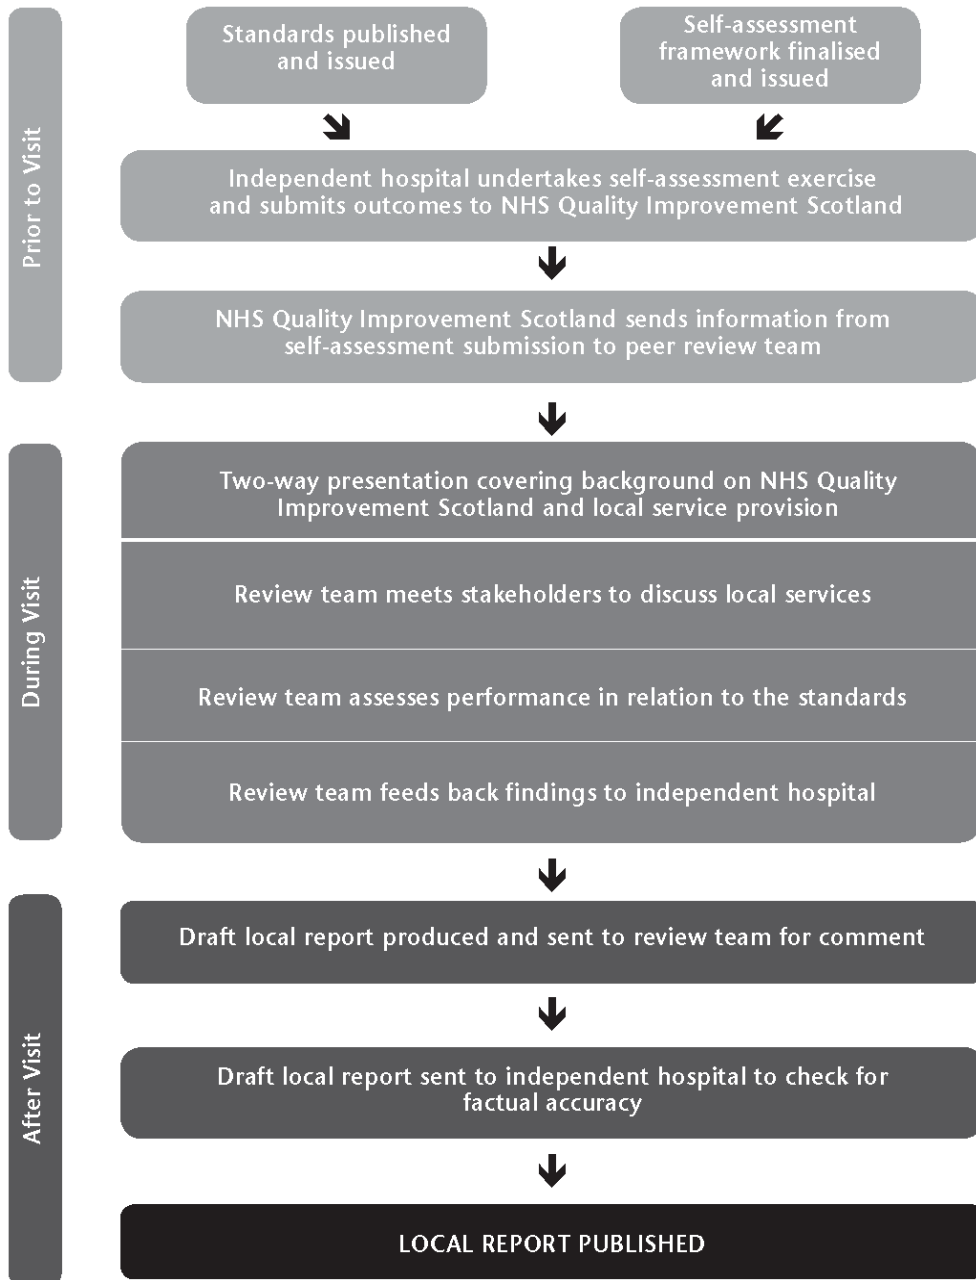 Prior to Visit
Standards published
and issued
Self-assessment
framework finalised
and issued
Independent hospital undertakes self-assessment exercise
and submits outcomes to NHS Quality Improvement Scotland
NHS Quality Improvement Scotland sends information from
self-assessment submission to peer review team
During Visit
Two-way presentation covering background on NHS Quality
Improvement Scotland and local service provision
Review team meets stakeholders to discuss local services
Review team assesses performance in relation to the standards
Review team feeds back findings to independent hospital
After Visit
Draft local report produced and sent to review team for comment
Draft local report sent to independent hospital to check for
factual accuracy
LOCAL REPORT PUBLISHED